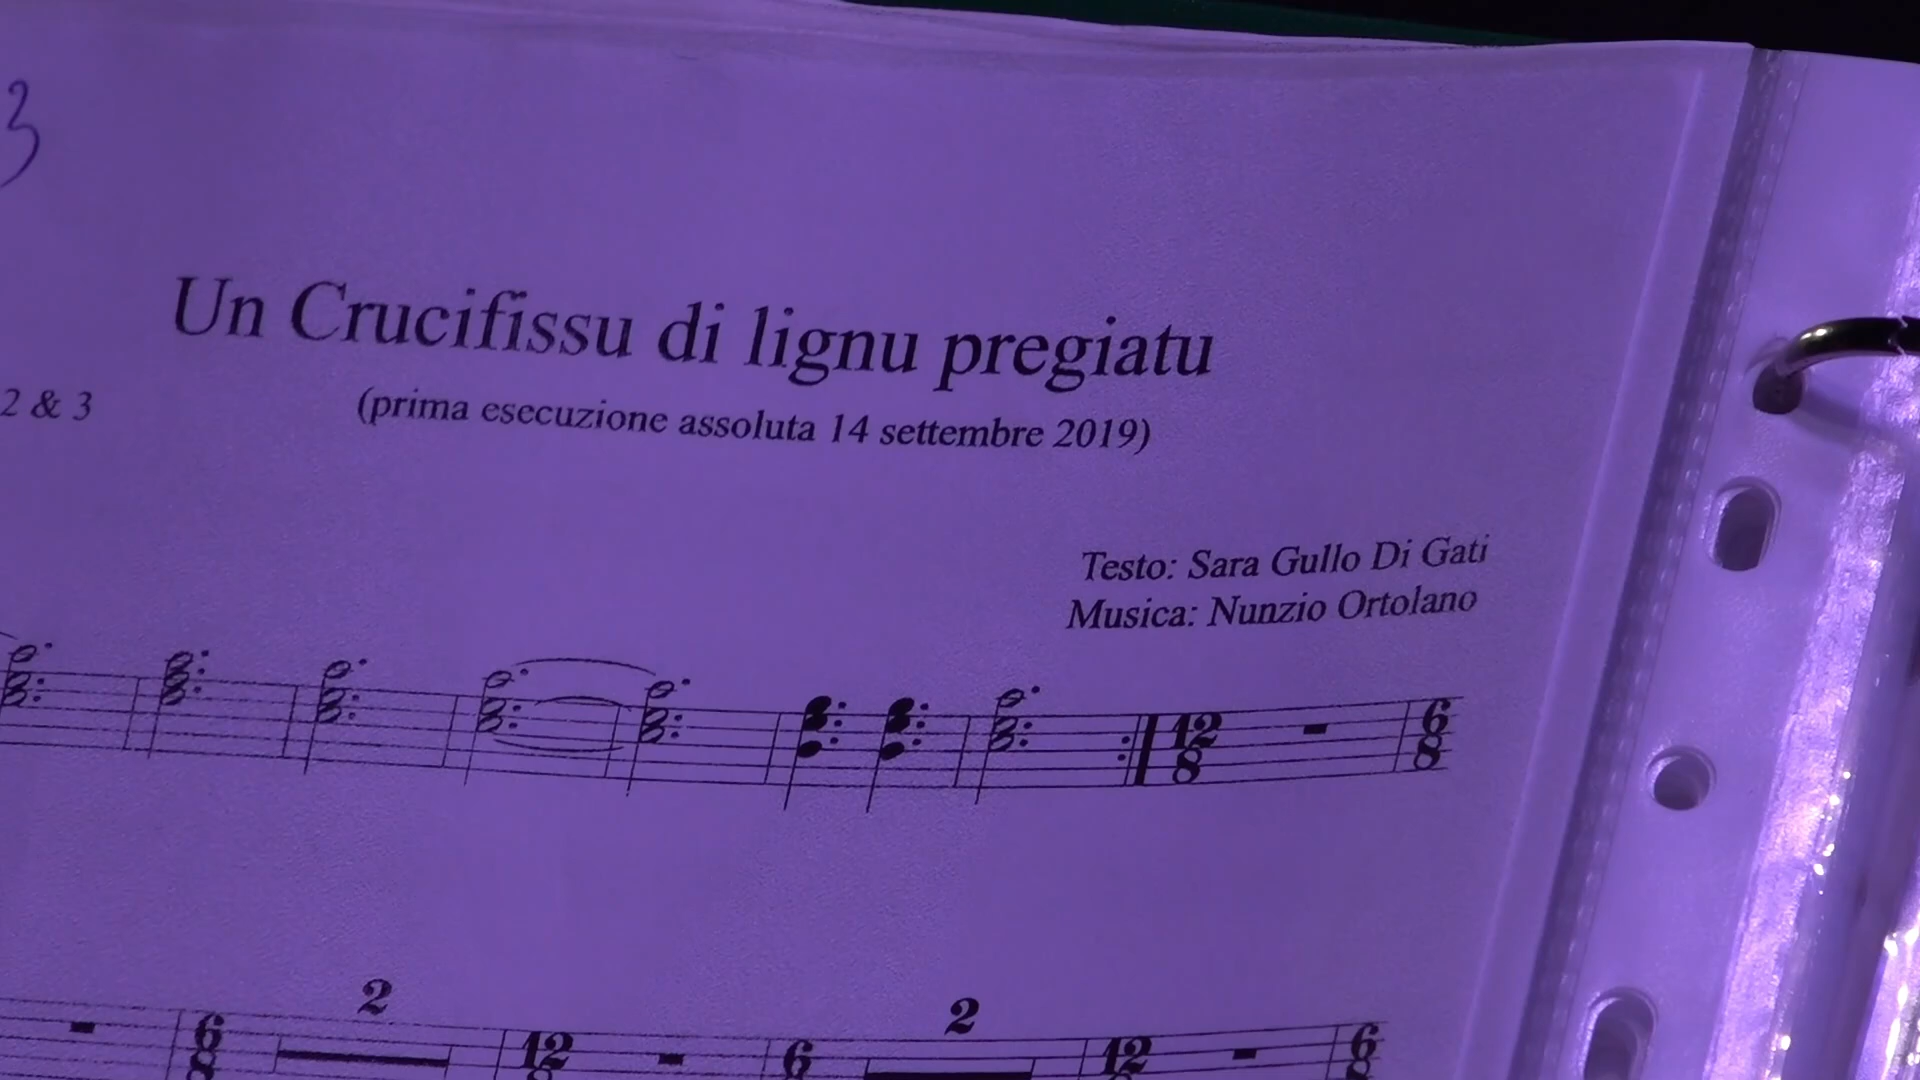 3
Un Crucifissu di lignu pregiatu
2 & 3
(prima esecuzione assoluta 14 settembre 2019)
Testo: Sara Gullo Di Gati
Musica: Nunzio Ortolano
12 8 6 8
2 2
6 8 12 8 6 12 8 6